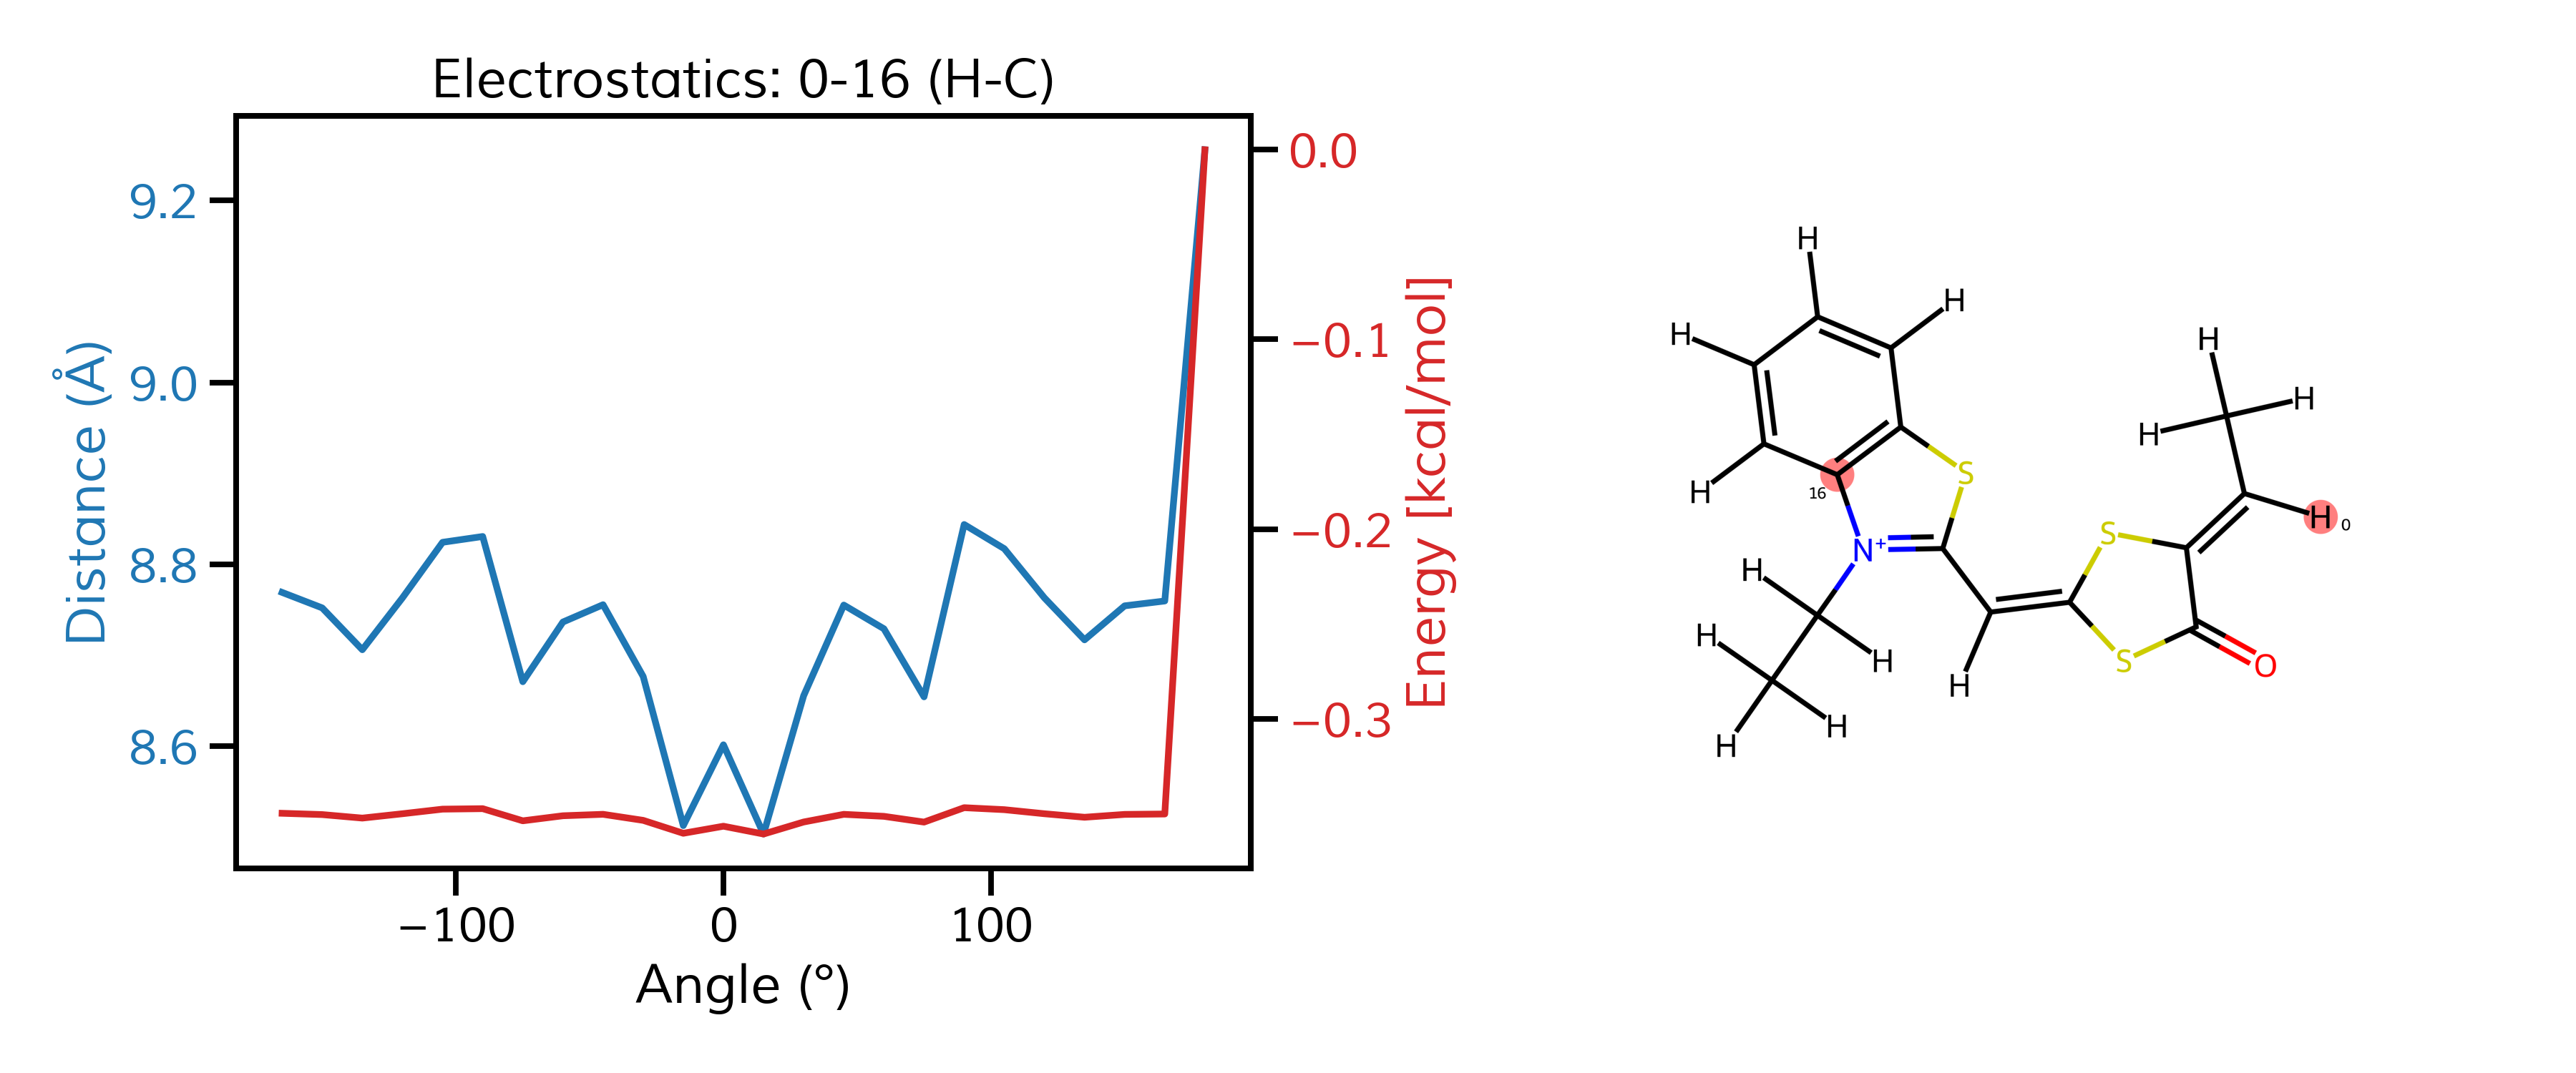 Electrostatics: 0-16 (H-C)
Distance (Å)
9.2
9.0
8.8
8.6
0.0
−0.1
−0.2
−0.3
Energy [kcal/mol]
−100
0
100
Angle (°)
H
H
H
H
16
S
N+
H
H
H
H
H
H
S
S
O
H
H
H
H 0